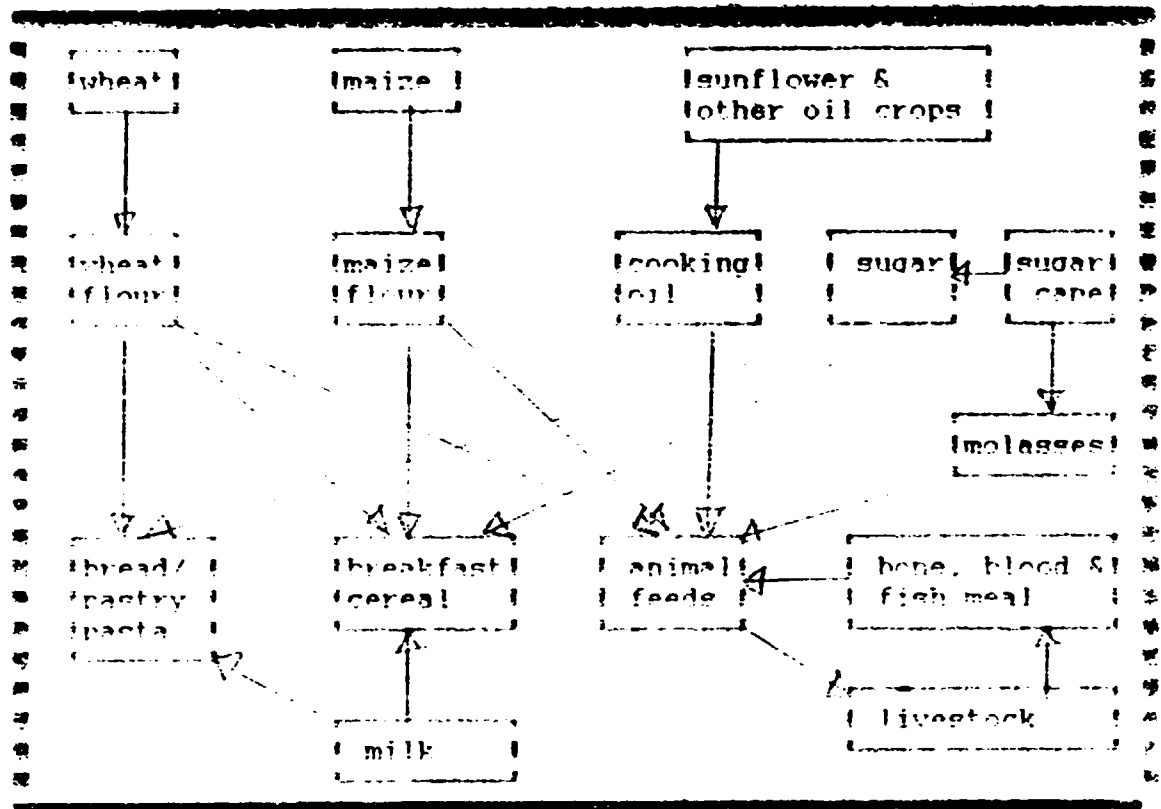 wheat
maize
sunflower &
other oil crops
wheat
flour
maize
flour
cooking
oil
sugar
sugar
cane
molasses
bread/
pastry
pasta
breakfast
cereal
animal
feeds
bone, blood &
fish meal
milk
livestock